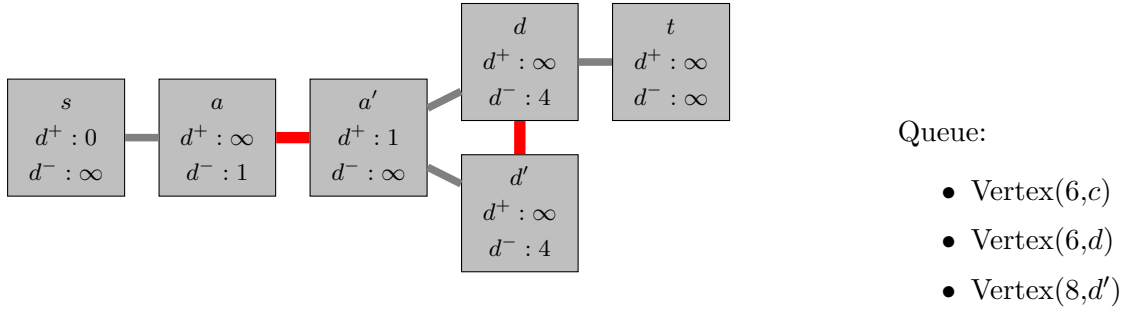 s
d⁺ : 0
d⁻ : ∞
a
d⁺ : ∞
d⁻ : 1
a′
d⁺ : 1
d⁻ : ∞
d
d⁺ : ∞
d⁻ : 4
t
d⁺ : ∞
d⁻ : ∞
d′
d⁺ : ∞
d⁻ : 4
Queue:
• Vertex(6,c)
• Vertex(6,d)
• Vertex(8,d′)